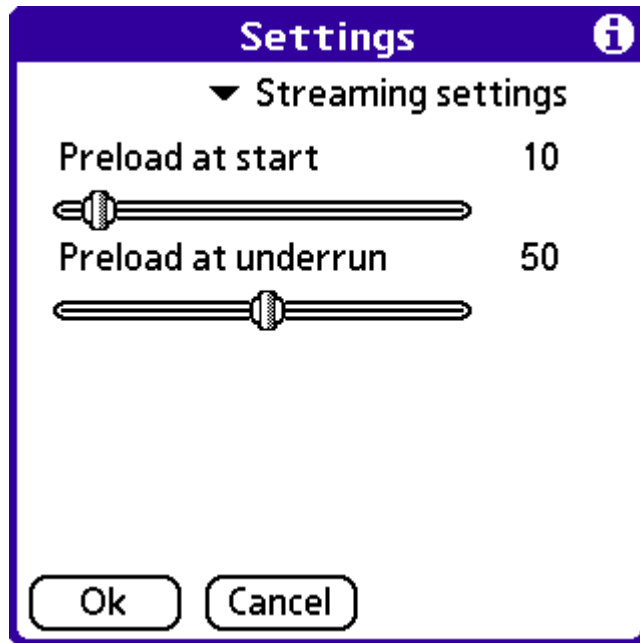 Settings
Streaming settings
Preload at start 10
Preload at underrun 50
Ok Cancel